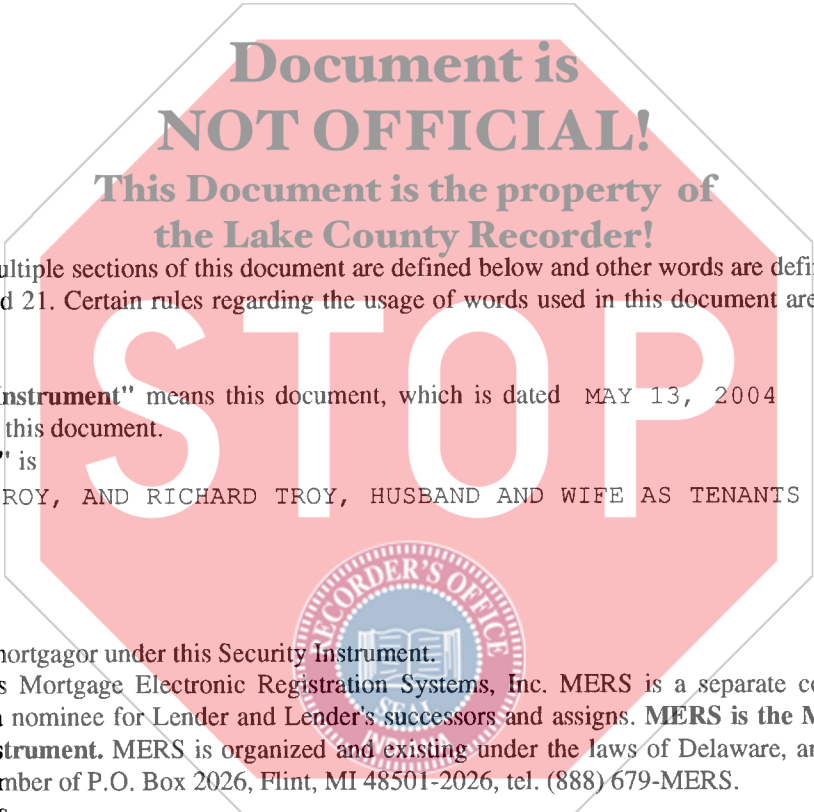 Document is
NOT OFFICIAL!
This Document is the property of
the Lake County Recorder!
ultiple sections of this document are defined below and other words are defi
d 21. Certain rules regarding the usage of words used in this document are
STOP
nstrument" means this document, which is dated MAY 13, 2004
this document.
" is
ROY, AND RICHARD TROY, HUSBAND AND WIFE AS TENANTS
RECORDER'S OFFICE
SEAL
INDIANA
nortgagor under this Security Instrument.
s Mortgage Electronic Registration Systems, Inc. MERS is a separate c
nominee for Lender and Lender's successors and assigns. MERS is the M
strument. MERS is organized and existing under the laws of Delaware, a
mber of P.O. Box 2026, Flint, MI 48501-2026, tel. (888) 679-MERS.